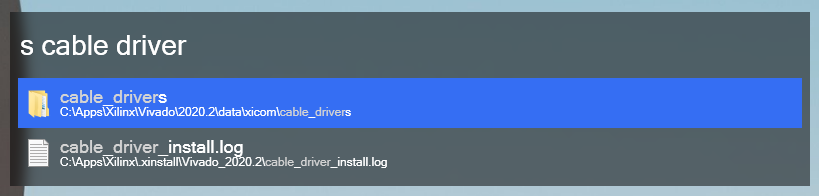 s cable driver
cable_drivers
C:\Apps\Xilinx\Vivado\2020.2\data\xicom\cable_drivers
cable_driver_install.log
C:\Apps\Xilinx\.xinstall\Vivado_2020.2\cable_driver_install.log